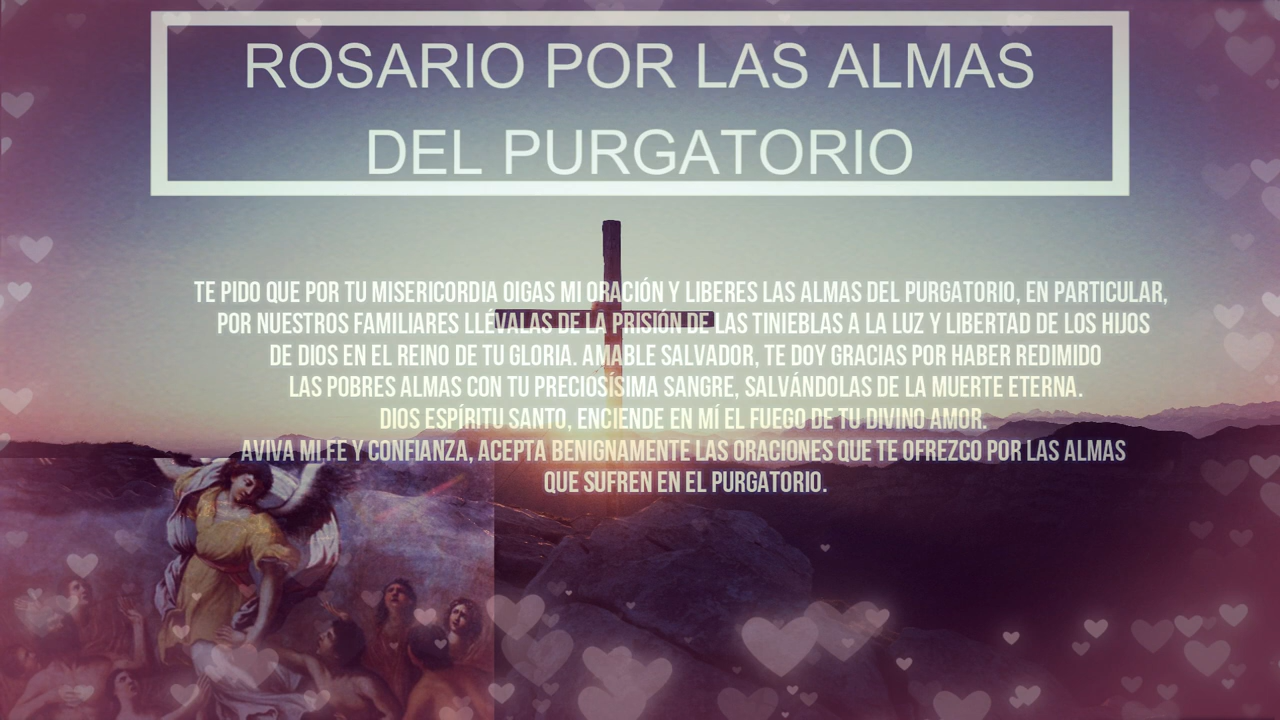 ROSARIO POR LAS ALMAS
DEL PURGATORIO
TE PIDO QUE POR TU MISERICORDIA OIGAS MI ORACIÓN Y LIBERES LAS ALMAS DEL PURGATORIO, EN PARTICULAR,
POR NUESTROS FAMILIARES LLÉVALAS DE LA PRISIÓN DE LAS TINIEBLAS A LA LUZ Y LIBERTAD DE LOS HIJOS
DE DIOS EN EL REINO DE TU GLORIA. AMABLE SALVADOR, TE DOY GRACIAS POR HABER REDIMIDO
LAS POBRES ALMAS CON TU PRECIOSÍSIMA SANGRE, SALVÁNDOLAS DE LA MUERTE ETERNA.
DIOS ESPÍRITU SANTO, ENCIENDE EN MÍ EL FUEGO DE TU DIVINO AMOR.
AVIVA MI FE Y CONFIANZA, ACEPTA BENIGNAMENTE LAS ORACIONES QUE TE OFREZCO POR LAS ALMAS
QUE SUFREN EN EL PURGATORIO.